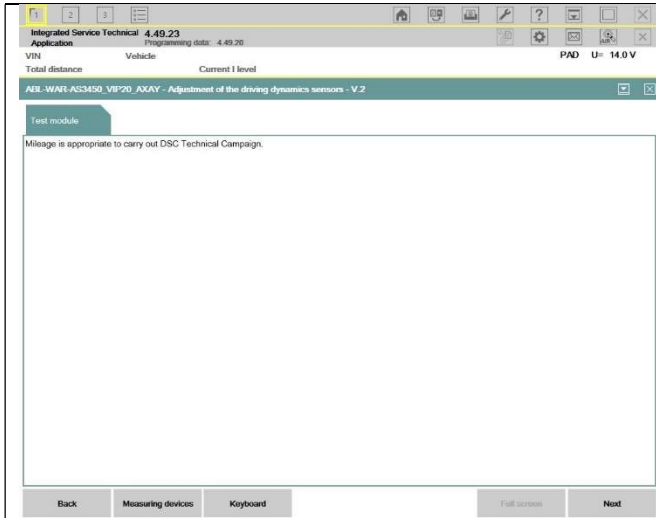 1 2 3 ?
Integrated Service Technical 4.49.23
Application Programming data: 4.49.20
VIN Vehicle PAD U= 14.0 V
Total distance Current I level
ABL-WAR-AS3450_VIP20_AXAY - Adjustment of the driving dynamics sensors - V.2
Test module
Mileage is appropriate to carry out DSC Technical Campaign.
Back Measuring devices Keyboard Full screen Next